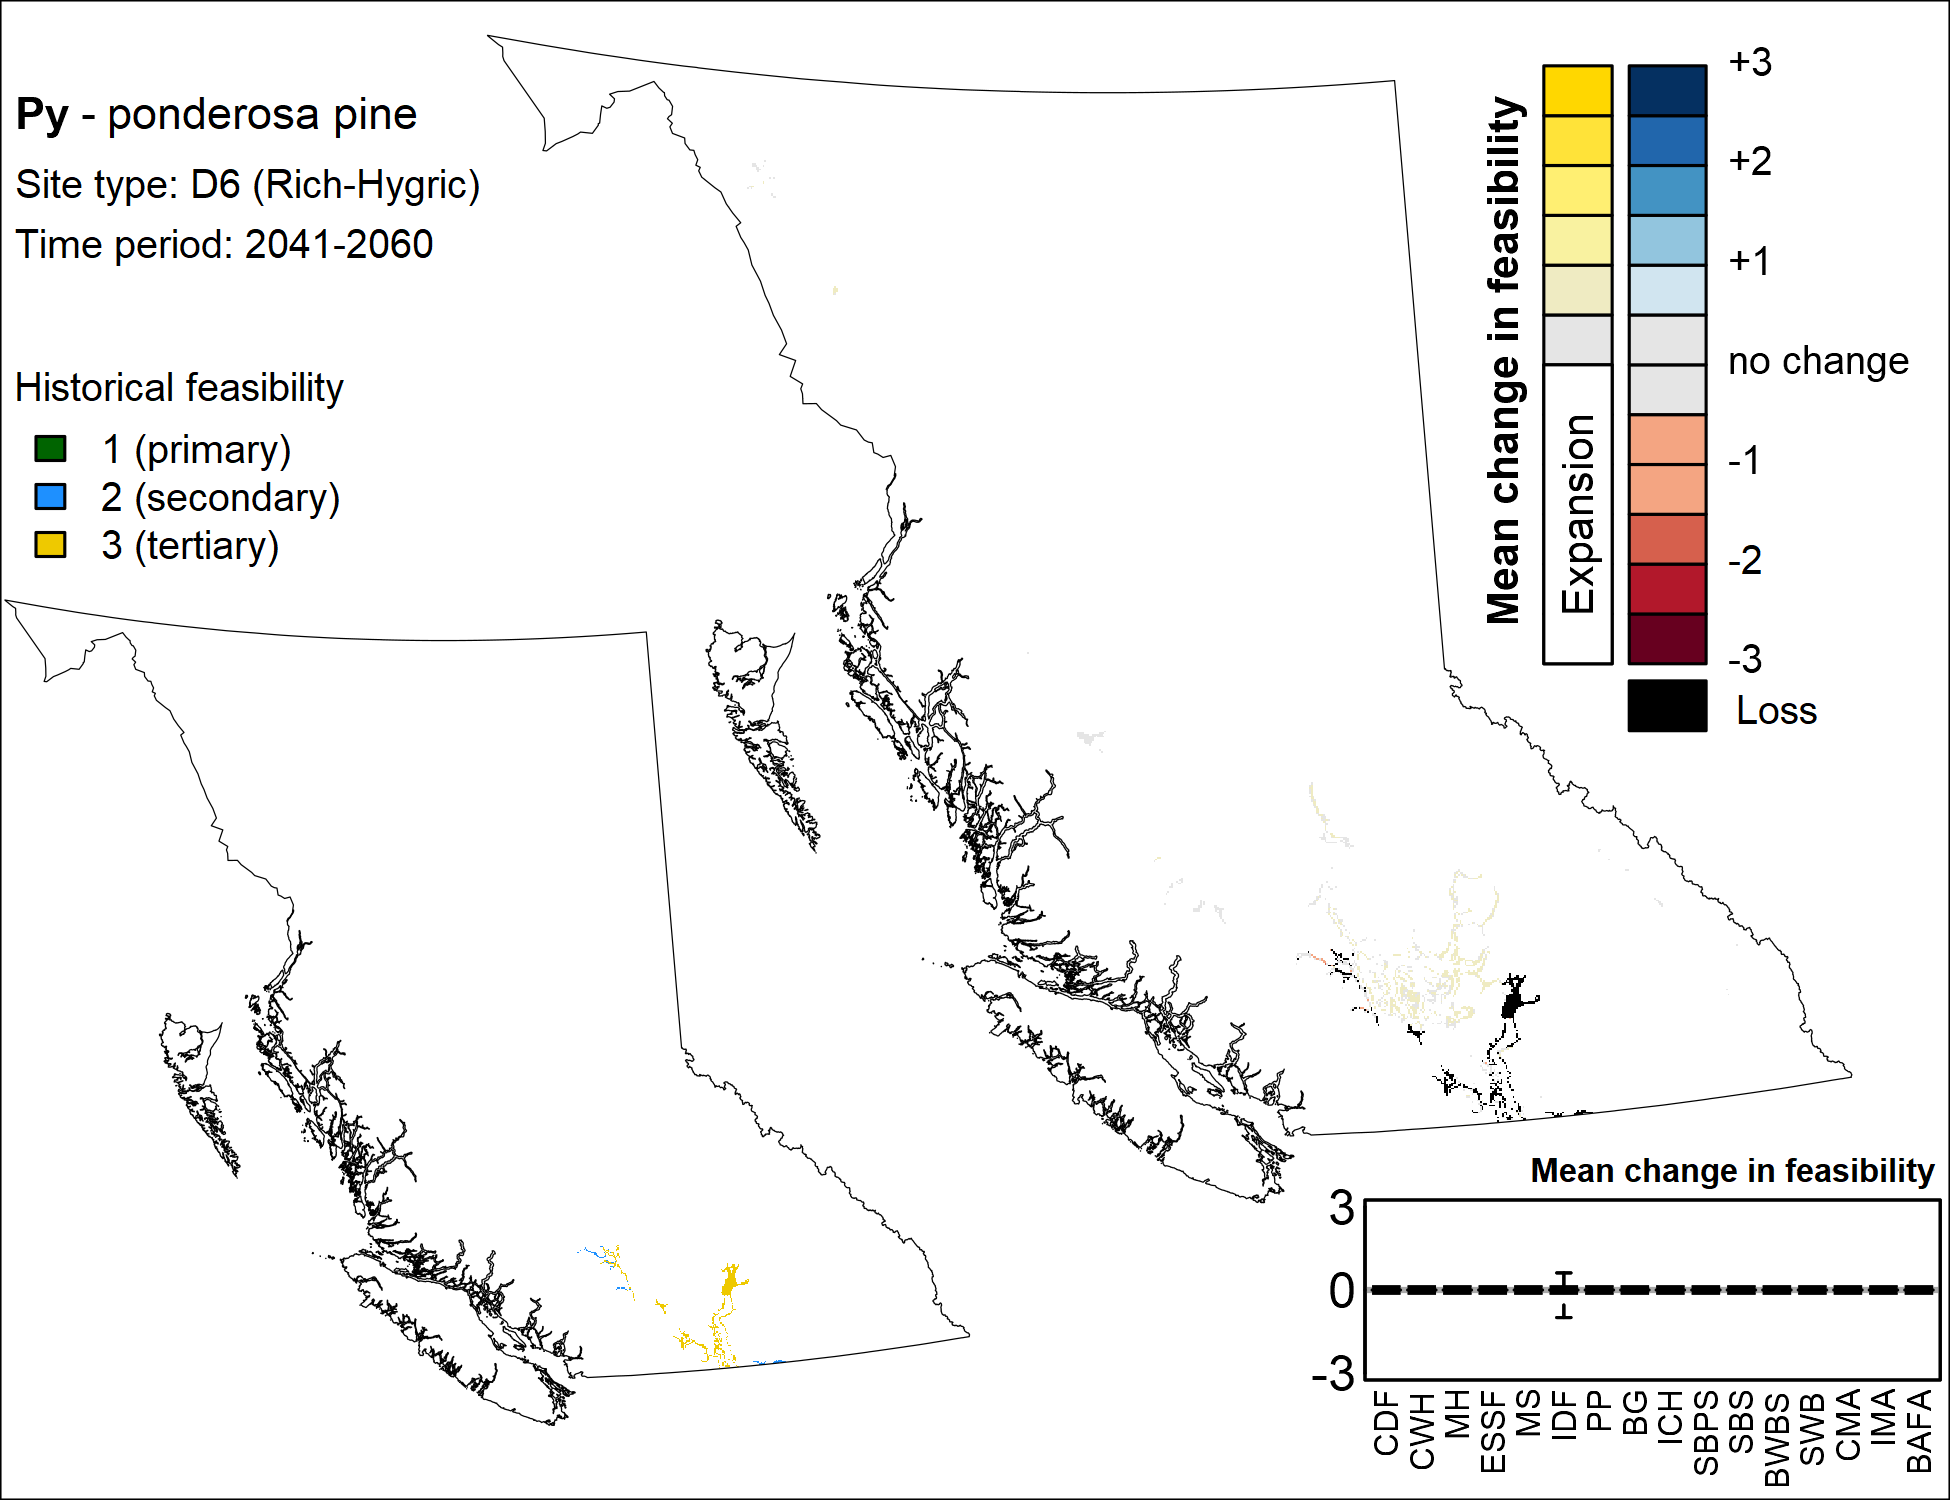 Py - ponderosa pine
Site type: D6 (Rich-Hygric)
Time period: 2041-2060
Historical feasibility
1 (primary)
2 (secondary)
3 (tertiary)
Mean change in feasibility
Expansion
+3
+2
+1
no change
-1
-2
-3
Loss
Mean change in feasibility
3
0
-3
CDF
CWH
MH
ESSF
MS
IDF
PP
BG
ICH
SBPS
SBS
BWBS
SWB
CMA
IMA
BAFA